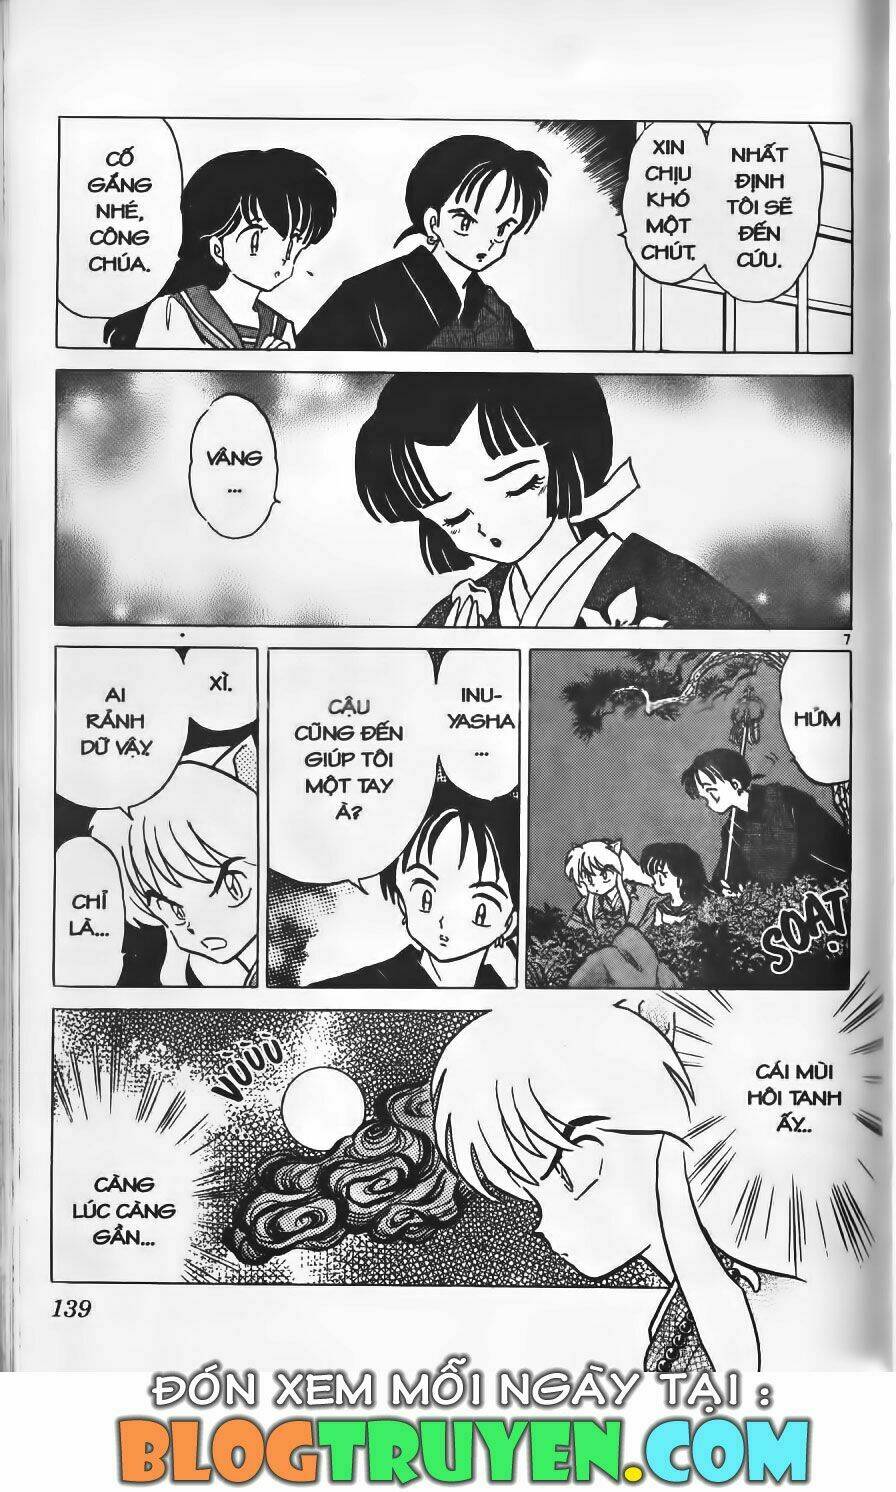 NHẤT
ĐỊNH
TÔI SẼ
ĐẾN
CỨU.
XIN
CHỊU
KHÓ
MỘT
CHÚT.
CỐ
GẮNG
NHÉ,
CÔNG
CHÚA.
VÂNG
...
7
HỪM
SOẠT
INU-
YASHA
...
CẬU
CŨNG ĐẾN
GIÚP TÔI
MỘT TAY
À?
XÌ.
AI
RẢNH
DỮ VẬY.
CHỈ
LÀ...
CÁI MÙI
HÔI TANH
ẤY...
VÙÙÙ
CÀNG
LÚC CÀNG
GẦN...
139
ĐÓN XEM MỖI NGÀY TẠI :
BLOGTRUYEN.COM